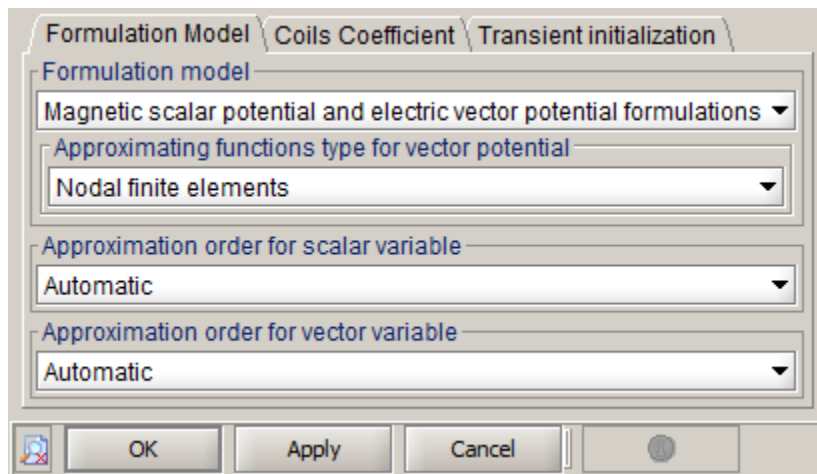 Formulation Model Coils Coefficient Transient initialization
Formulation model
Magnetic scalar potential and electric vector potential formulations
Approximating functions type for vector potential
Nodal finite elements
Approximation order for scalar variable
Automatic
Approximation order for vector variable
Automatic
OK Apply Cancel